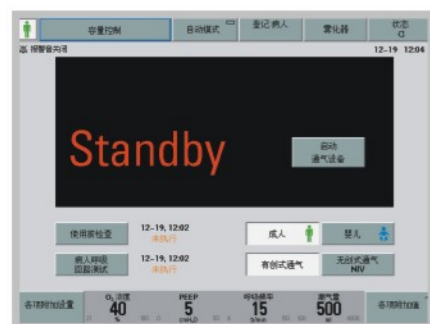 容量控制 自动模式 登记病人 雾化器 状态
报警音关闭 12-19 12:04
Standby
启动
通气设备
使用前检查 12-19, 12:02
未执行
成人 婴儿
病人呼吸 12-19, 12:02
回路测试 未执行
有创式通气 无创式通气
NIV
各项附加设置 O₂ 浓度 PEEP 呼吸频率 潮气量 各项附加值
40 5 15 500
% cmH₂O b/min ml